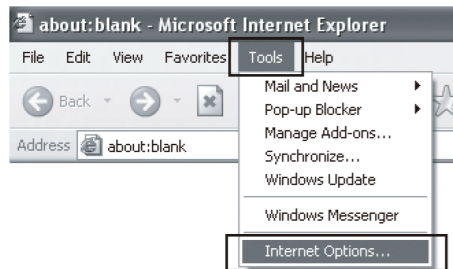 about:blank - Microsoft Internet Explorer
File Edit View Favorites Tools Help
Back
Address about:blank
Mail and News
Pop-up Blocker
Manage Add-ons...
Synchronize...
Windows Update
Windows Messenger
Internet Options...